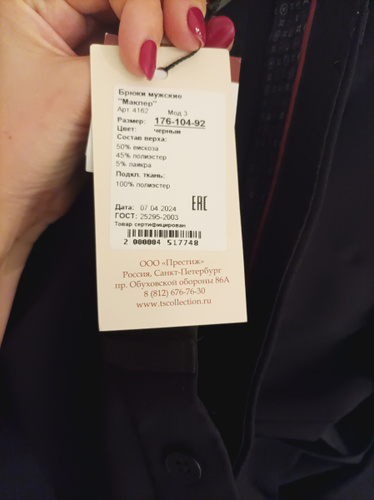 Брюки мужские
"Маклер"
Арт.4162 Мод.3
Размер: 176-104-92
Цвет: черным
Состав верха:
50% вискоза
45% полиэстер
5% лайкра
Подкл. ткань:
100% полиэстер
EAC
Дата: 07.04.2024
ГОСТ: 25295-2003
Товар сертифицирован
2 000004 517748
ООО «Престиж»
Россия, Санкт-Петербург
пр. Обуховской обороны 86А
8 (812) 676-76-30
www.tscollection.ru